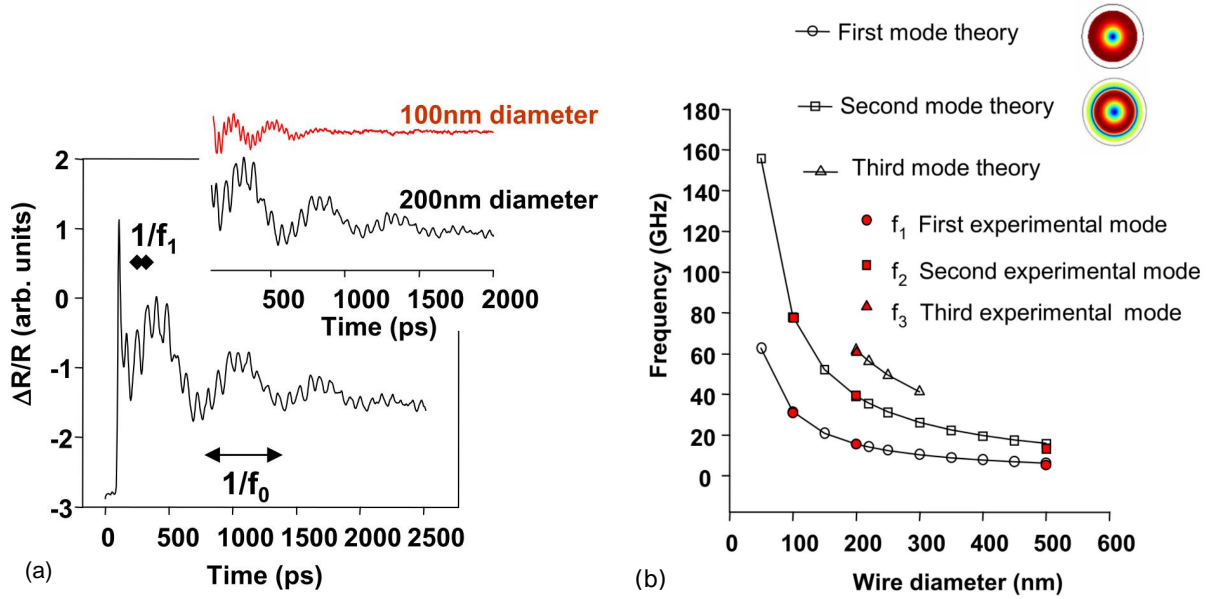 100nm diameter
200nm diameter
500
1000
1500
2000
Time (ps)
2
1
0
-1
-2
-3
ΔR/R (arb. units)
1/f₁
1/f₀
0
500
1000
1500
2000
2500
Time (ps)
(a)
First mode theory
Second mode theory
Third mode theory
f₁ First experimental mode
f₂ Second experimental mode
f₃ Third experimental mode
180
160
140
120
100
80
60
40
20
0
Frequency (GHz)
0
100
200
300
400
500
600
Wire diameter (nm)
(b)